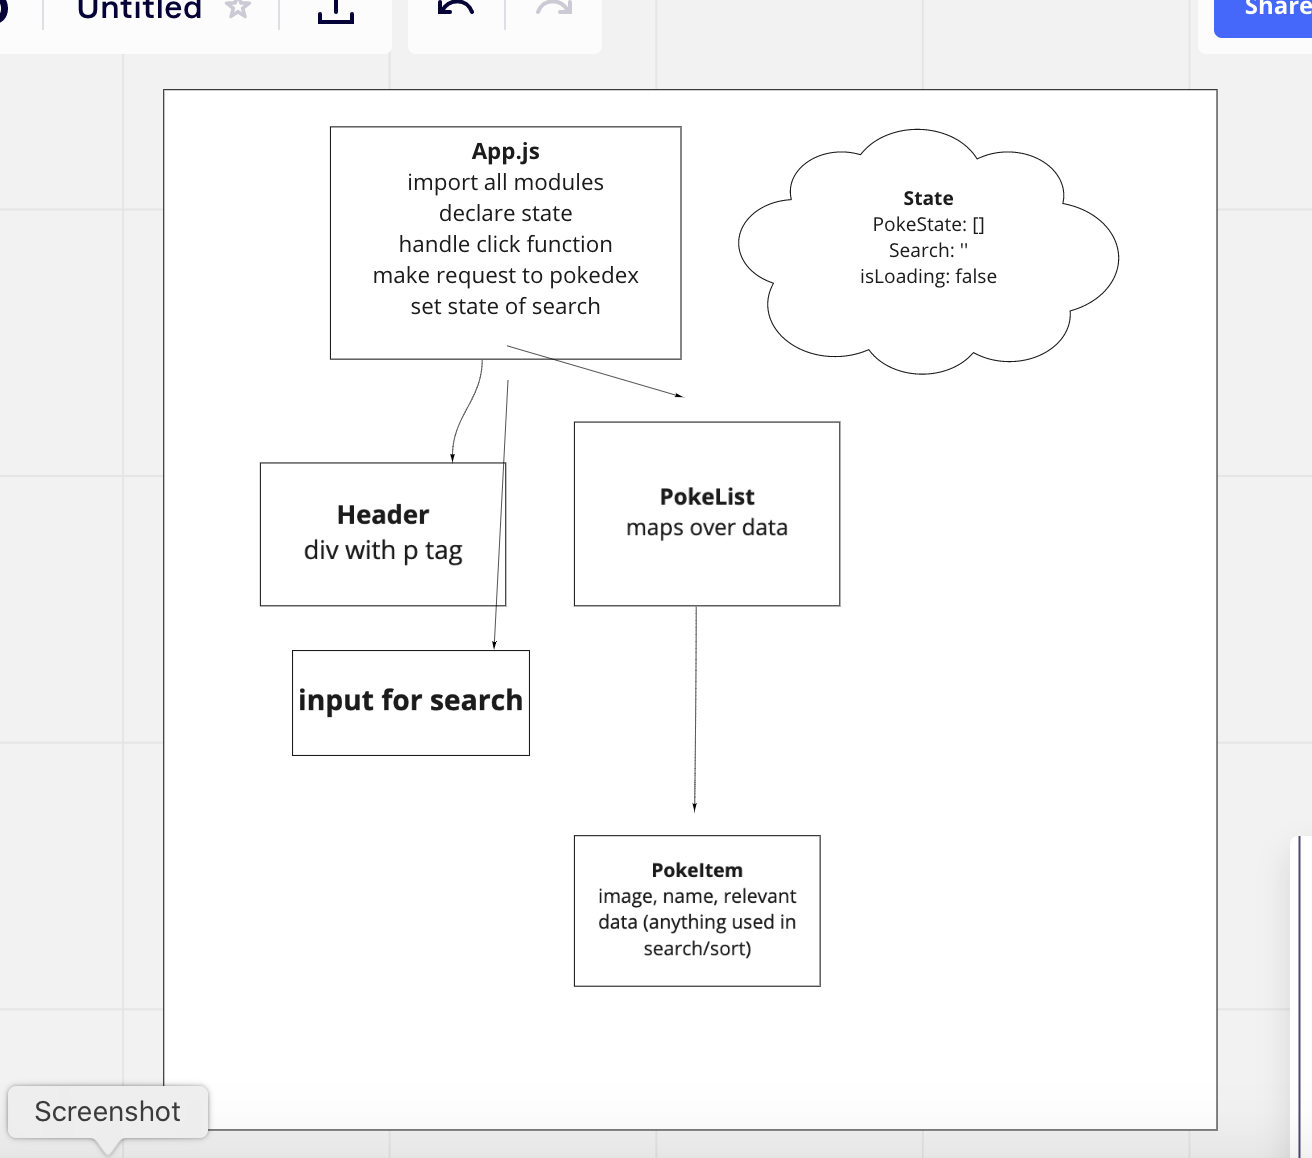 Untitled
Share
App.js
import all modules
declare state
handle click function
make request to pokedex
set state of search
State
PokeState: []
Search: ''
isLoading: false
Header
div with p tag
PokeList
maps over data
input for search
PokeItem
image, name, relevant
data (anything used in
search/sort)
Screenshot